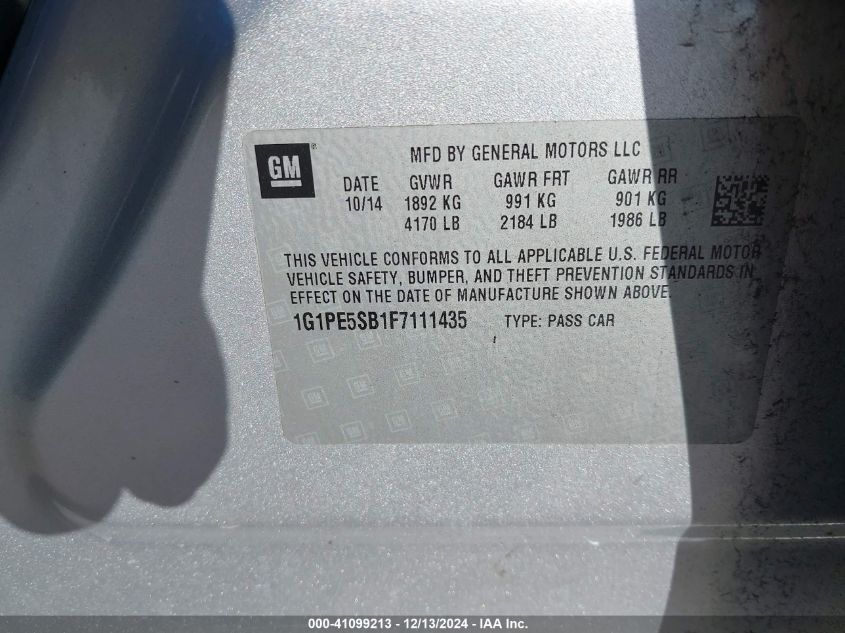 GM ® MFD BY GENERAL MOTORS LLC
DATE GVWR GAWR FRT GAWR RR
10/14 1892 KG 991 KG 901 KG
4170 LB 2184 LB 1986 LB
THIS VEHICLE CONFORMS TO ALL APPLICABLE U.S. FEDERAL MOTOR
VEHICLE SAFETY, BUMPER, AND THEFT PREVENTION STANDARDS IN
EFFECT ON THE DATE OF MANUFACTURE SHOWN ABOVE.
1G1PE5SB1F7111435 TYPE: PASS CAR
000-41099213 - 12/13/2024 - IAA Inc.